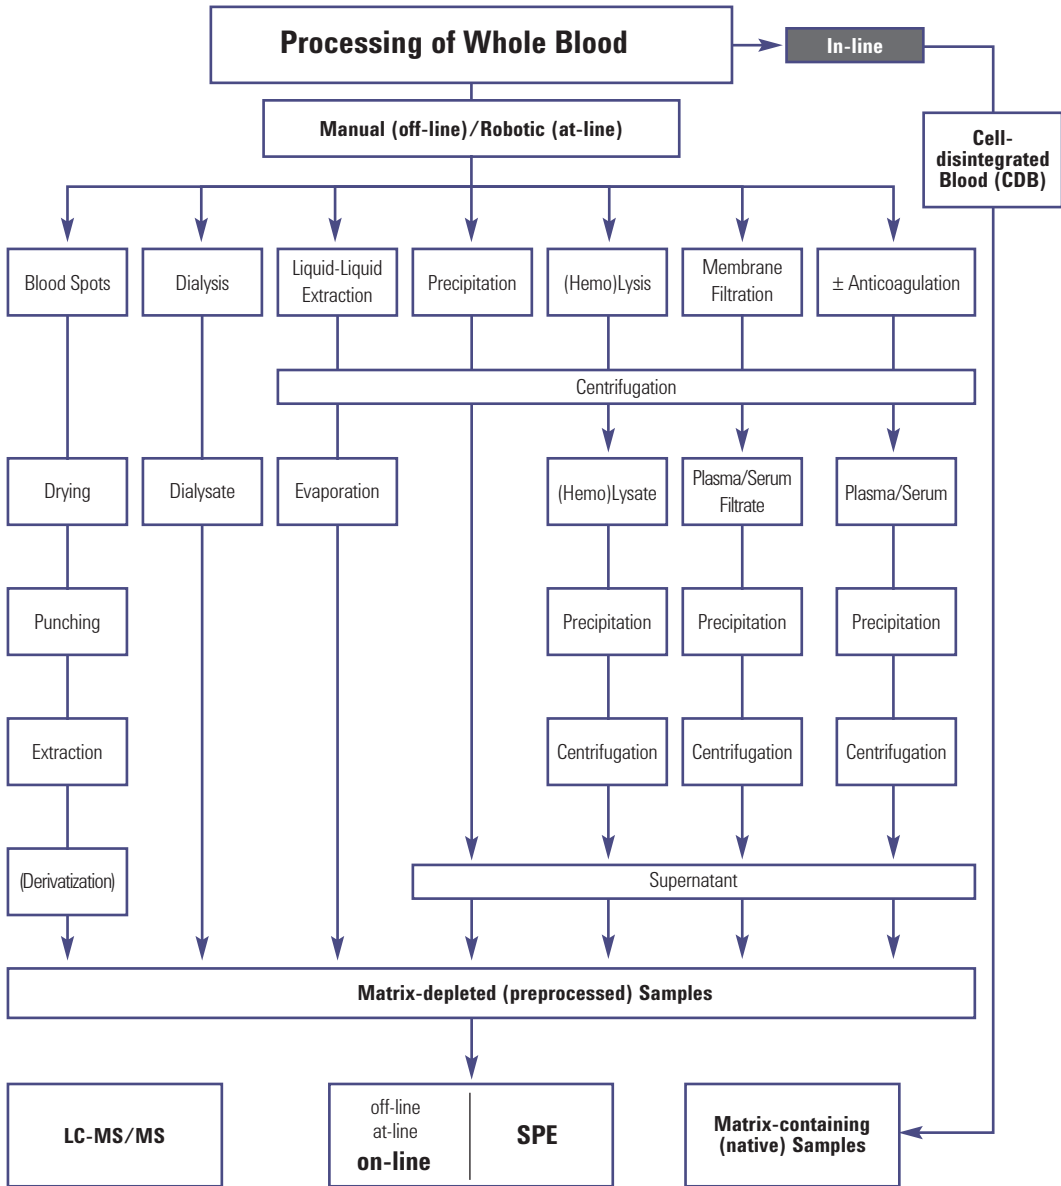 Processing of Whole Blood
In-line
Manual (off-line)/Robotic (at-line)
Cell-
disintegrated
Blood (CDB)
Blood Spots
Dialysis
Liquid-Liquid
Extraction
Precipitation
(Hemo)Lysis
Membrane
Filtration
± Anticoagulation
Centrifugation
Drying
Dialysate
Evaporation
(Hemo)Lysate
Plasma/Serum
Filtrate
Plasma/Serum
Punching
Precipitation
Precipitation
Precipitation
Extraction
Centrifugation
Centrifugation
Centrifugation
(Derivatization)
Supernatant
Matrix-depleted (preprocessed) Samples
LC-MS/MS
off-line
at-line
on-line
SPE
Matrix-containing
(native) Samples